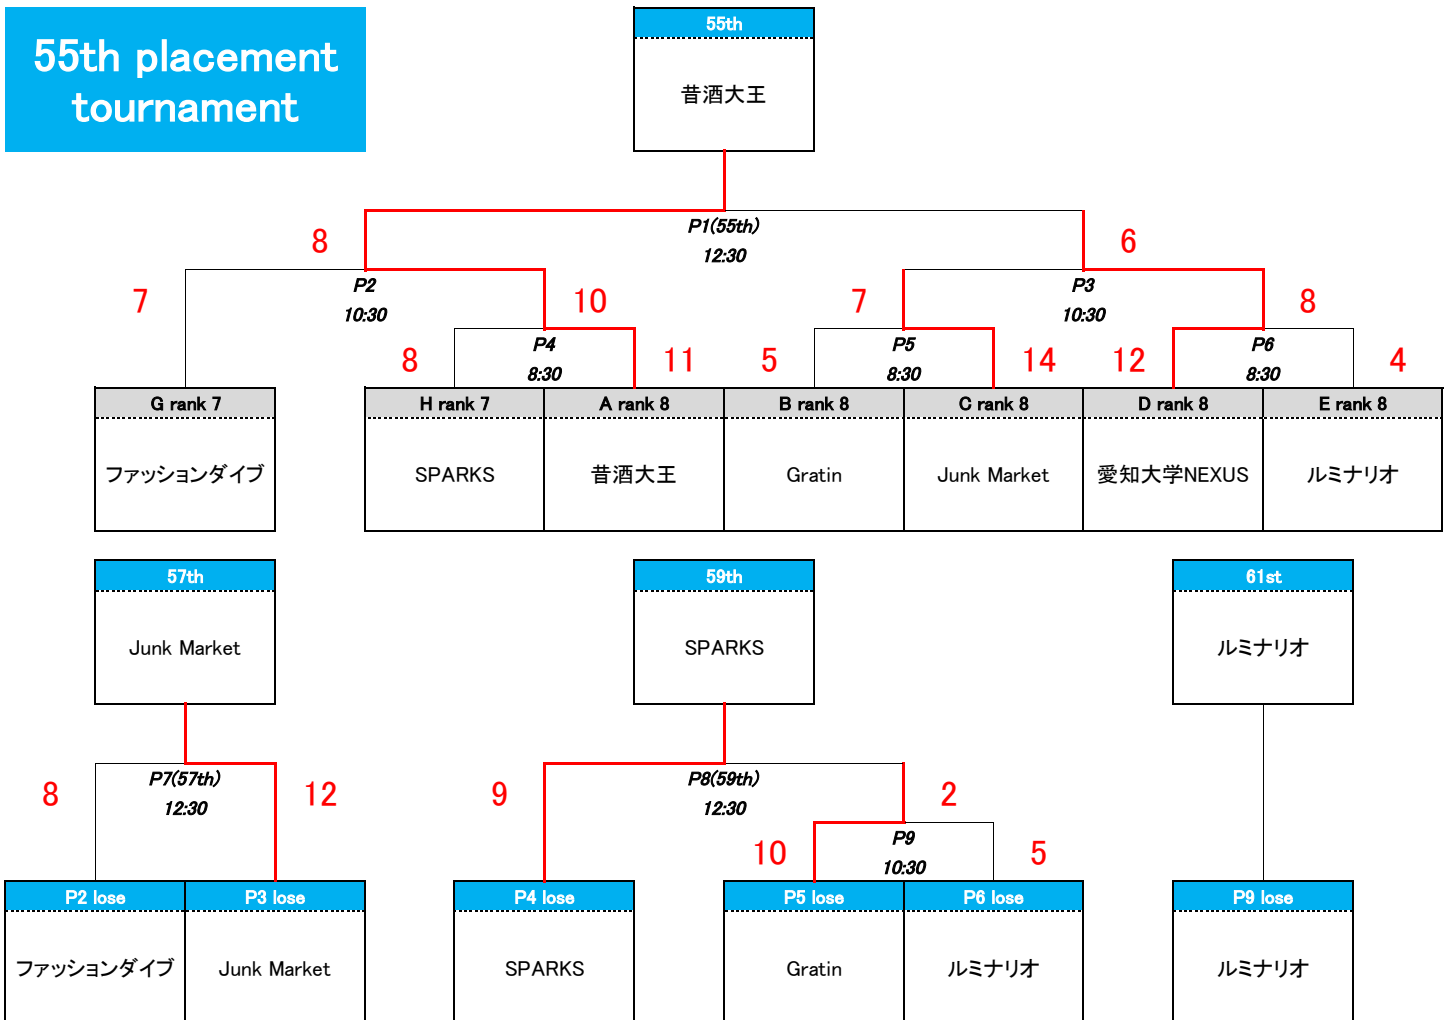 55th placement
tournament
55th
昔酒大王
P1(55th)
12:30
8
6
P2
10:30
P3
10:30
7
10
7
8
P4
8:30
P5
8:30
P6
8:30
8
11
5
14
12
4
G rank 7
H rank 7
A rank 8
B rank 8
C rank 8
D rank 8
E rank 8
ファッションダイブ
SPARKS
昔酒大王
Gratin
Junk Market
愛知大学NEXUS
ルミナリオ
57th
59th
61st
Junk Market
SPARKS
ルミナリオ
P7(57th)
12:30
P8(59th)
12:30
8
12
9
2
P9
10:30
10
5
P2 lose
P3 lose
P4 lose
P5 lose
P6 lose
P9 lose
ファッションダイブ
Junk Market
SPARKS
Gratin
ルミナリオ
ルミナリオ